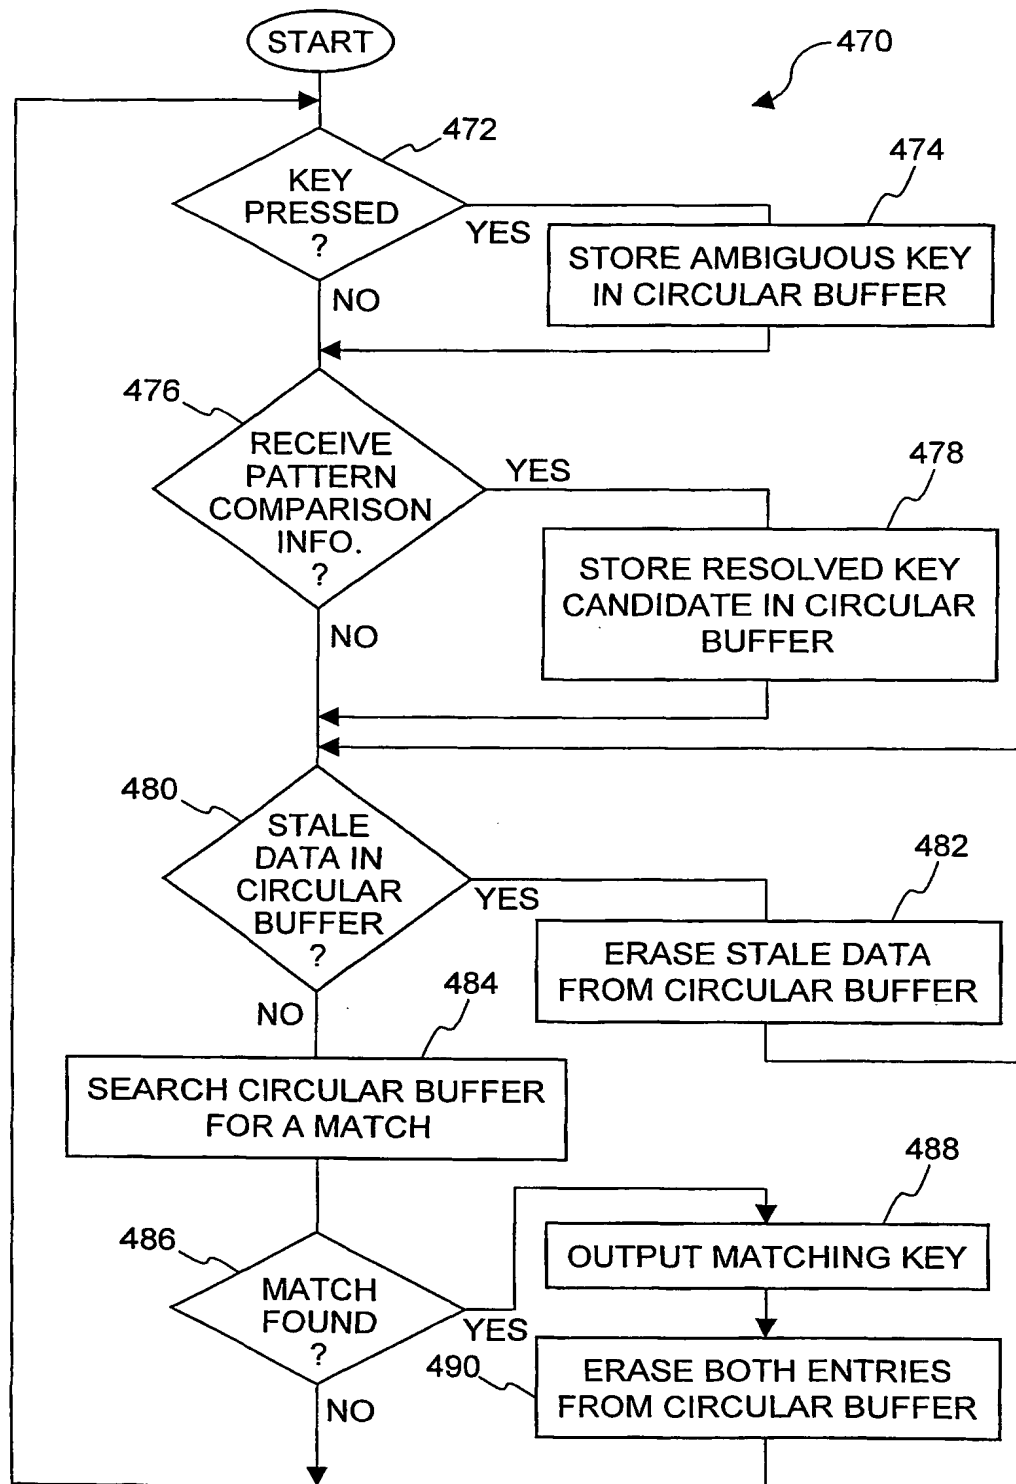 START
470
472
KEY
PRESSED
?
YES
NO
474
STORE AMBIGUOUS KEY
IN CIRCULAR BUFFER
476
RECEIVE
PATTERN
COMPARISON
INFO.
?
YES
NO
478
STORE RESOLVED KEY
CANDIDATE IN CIRCULAR
BUFFER
480
STALE
DATA IN
CIRCULAR
BUFFER
?
YES
NO
482
ERASE STALE DATA
FROM CIRCULAR BUFFER
484
SEARCH CIRCULAR BUFFER
FOR A MATCH
486
MATCH
FOUND
?
YES
NO
488
OUTPUT MATCHING KEY
490
ERASE BOTH ENTRIES
FROM CIRCULAR BUFFER